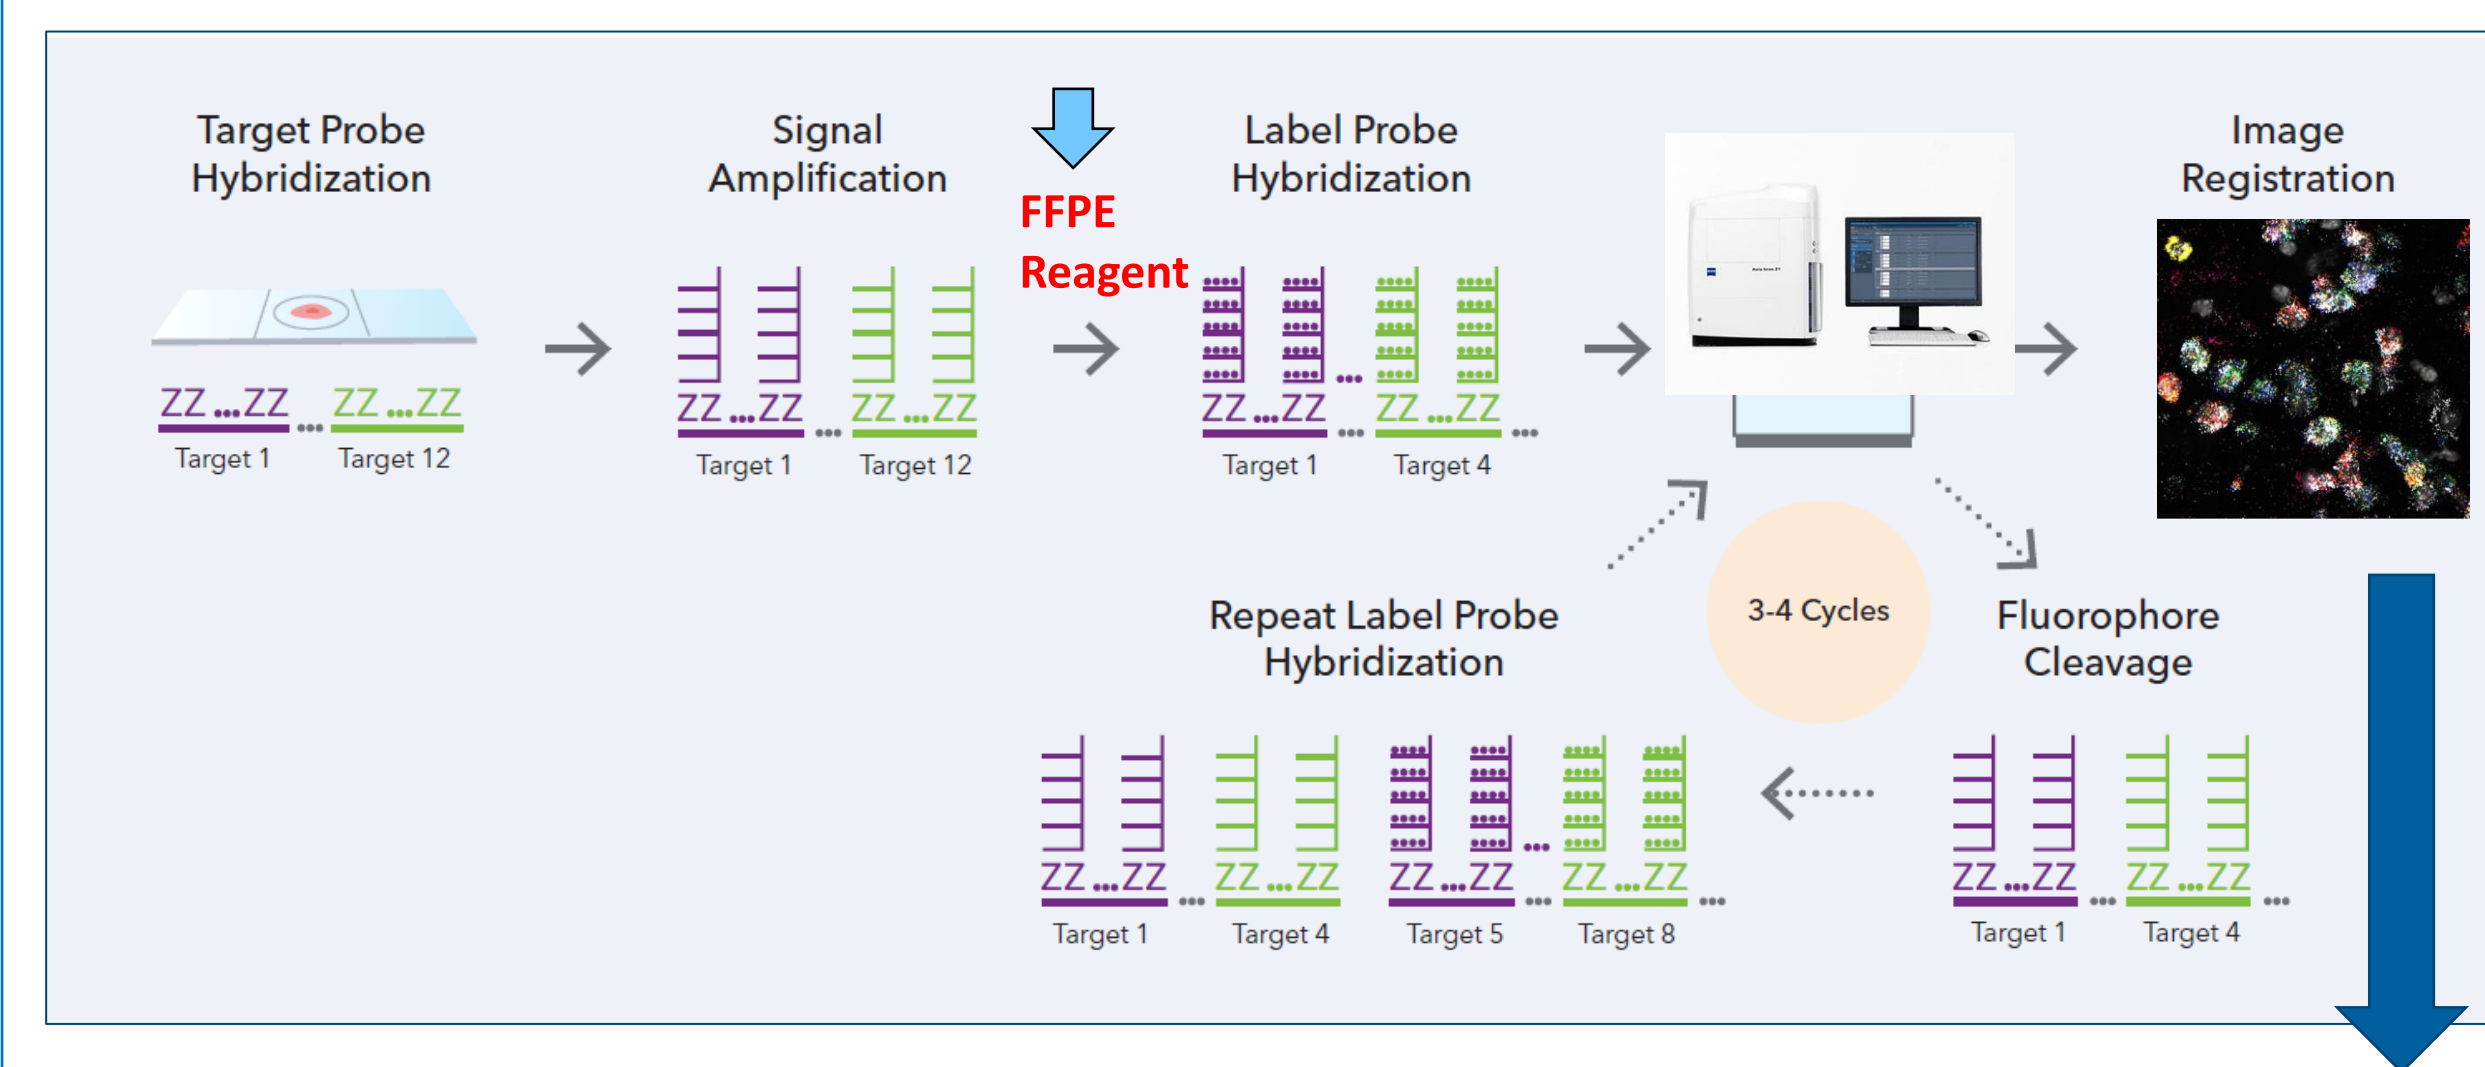 Target Probe
Hybridization
ZZ...ZZ ... ZZ...ZZ
Target 1
Target 12
Signal
Amplification
ZZ...ZZ ... ZZ...ZZ
Target 1
Target 12
FFPE
Reagent
Label Probe
Hybridization
...
ZZ...ZZ ... ZZ...ZZ ...
Target 1
Target 4
Image
Registration
3-4 Cycles
Fluorophore
Cleavage
ZZ...ZZ ... ZZ...ZZ ...
Target 1
Target 4
Repeat Label Probe
Hybridization
...
ZZ...ZZ ... ZZ...ZZ ZZ...ZZ ... ZZ...ZZ ...
Target 1
Target 4
Target 5
Target 8